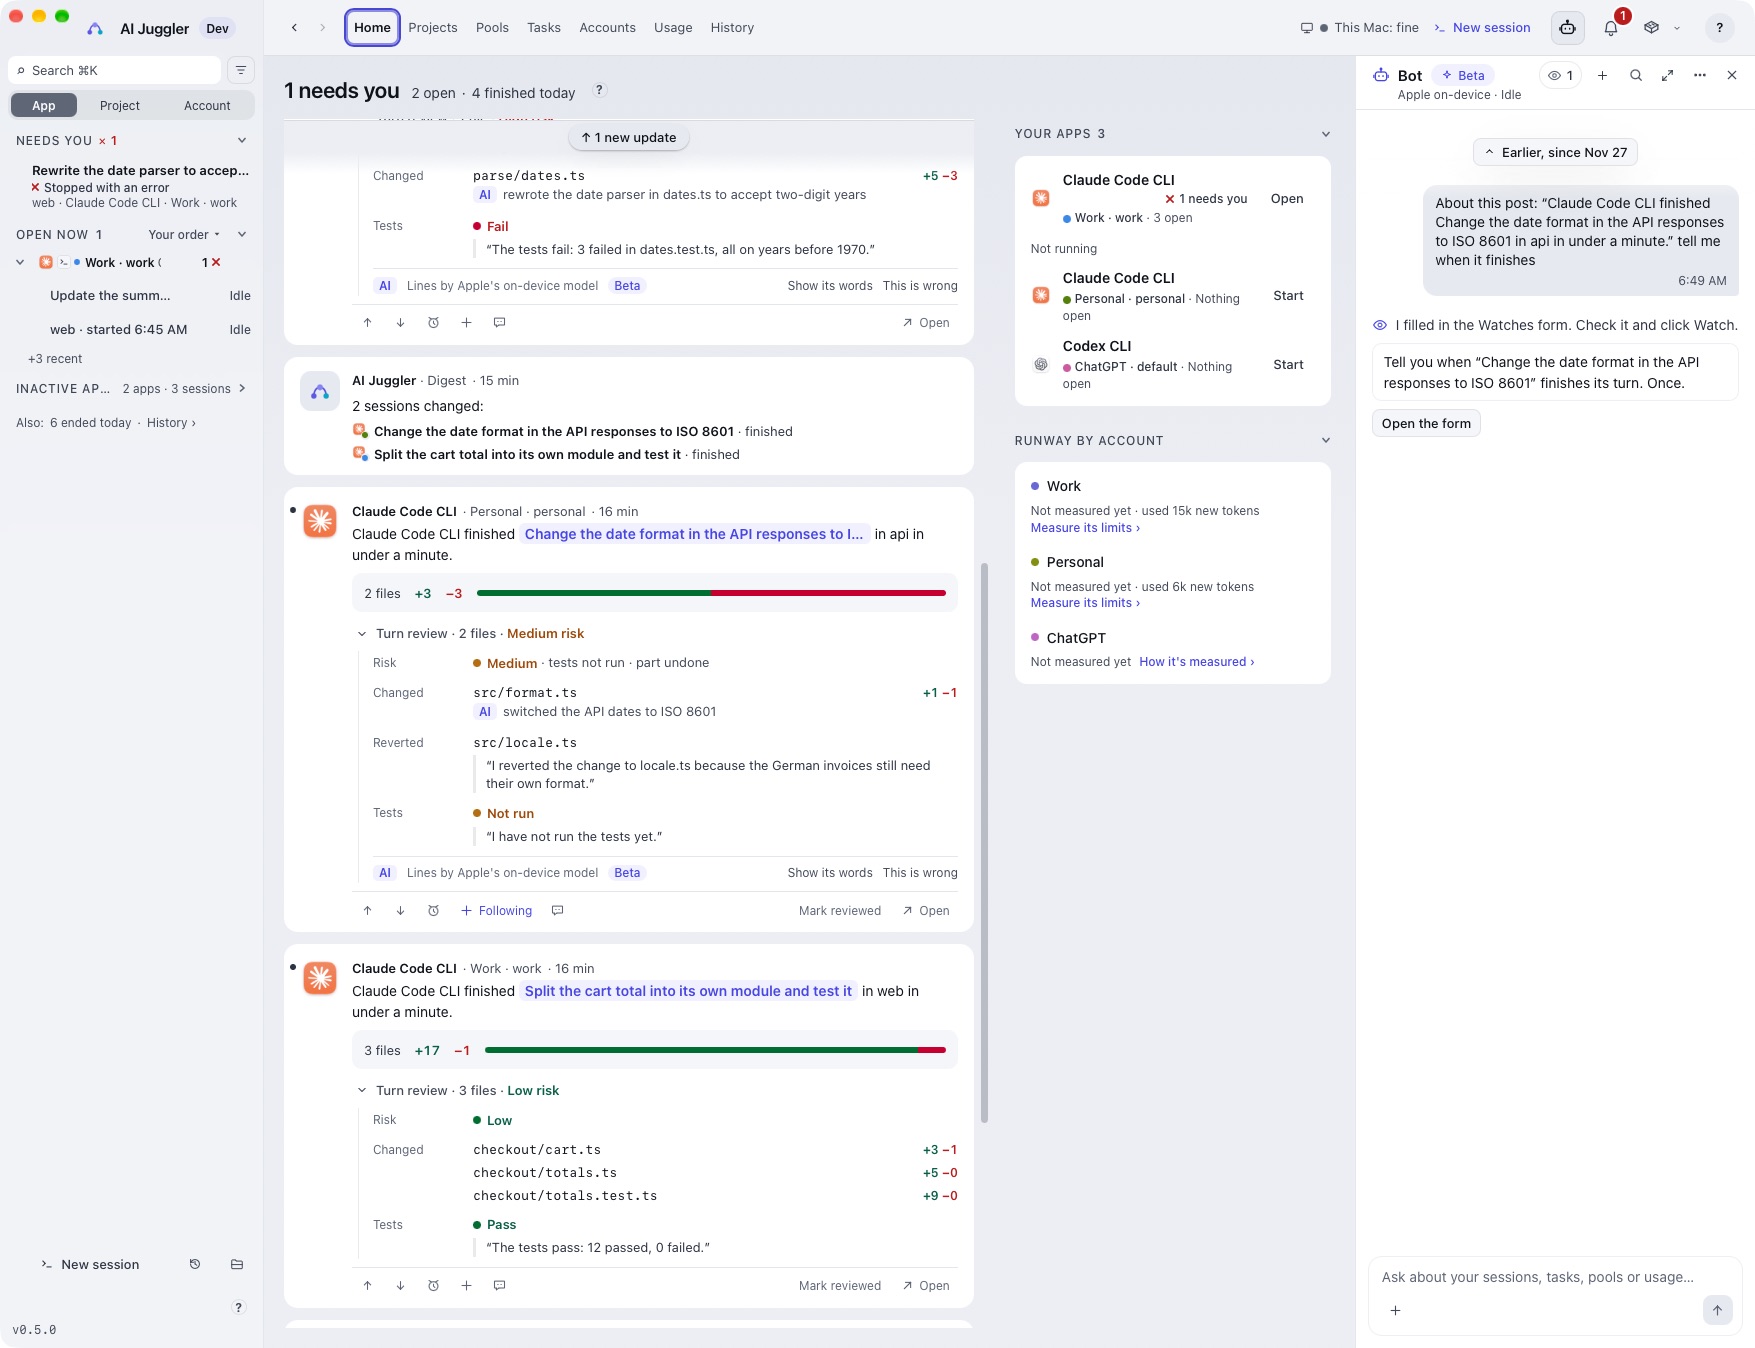 AI Juggler Dev
Search ⌘K
App Project Account
NEEDS YOU × 1
Rewrite the date parser to accep...
× Stopped with an error
web · Claude Code CLI · Work · work
OPEN NOW 1 Your order
Work · work 1 ×
Update the summ... Idle
web · started 6:45 AM Idle
+3 recent
INACTIVE AP... 2 apps · 3 sessions
Also: 6 ended today · History ›
New session
?
v0.5.0
Home Projects Pools Tasks Accounts Usage History
This Mac: fine New session 1 ?
1 needs you 2 open · 4 finished today ?
↑ 1 new update
Changed parse/dates.ts +5 −3
AI rewrote the date parser in dates.ts to accept two-digit years
Tests Fail
“The tests fail: 3 failed in dates.test.ts, all on years before 1970.”
AI Lines by Apple's on-device model Beta Show its words This is wrong
Open
AI Juggler · Digest · 15 min
2 sessions changed:
Change the date format in the API responses to ISO 8601 · finished
Split the cart total into its own module and test it · finished
Claude Code CLI · Personal · personal · 16 min
Claude Code CLI finished Change the date format in the API responses to I... in api in
under a minute.
2 files +3 −3
Turn review · 2 files · Medium risk
Risk Medium · tests not run · part undone
Changed src/format.ts +1 −1
AI switched the API dates to ISO 8601
Reverted src/locale.ts
“I reverted the change to locale.ts because the German invoices still need
their own format.”
Tests Not run
“I have not run the tests yet.”
AI Lines by Apple's on-device model Beta Show its words This is wrong
Following Mark reviewed Open
Claude Code CLI · Work · work · 16 min
Claude Code CLI finished Split the cart total into its own module and test it in web in
under a minute.
3 files +17 −1
Turn review · 3 files · Low risk
Risk Low
Changed checkout/cart.ts +3 −1
checkout/totals.ts +5 −0
checkout/totals.test.ts +9 −0
Tests Pass
“The tests pass: 12 passed, 0 failed.”
Mark reviewed Open
YOUR APPS 3
Claude Code CLI
× 1 needs you Open
Work · work · 3 open
Not running
Claude Code CLI
Personal · personal · Nothing
open
Start
Codex CLI
ChatGPT · default · Nothing
open
Start
RUNWAY BY ACCOUNT
Work
Not measured yet · used 15k new tokens
Measure its limits ›
Personal
Not measured yet · used 6k new tokens
Measure its limits ›
ChatGPT
Not measured yet How it's measured ›
Bot Beta 1
Apple on-device · Idle
Earlier, since Nov 27
About this post: “Claude Code CLI finished
Change the date format in the API responses
to ISO 8601 in api in under a minute.” tell me
when it finishes
6:49 AM
I filled in the Watches form. Check it and click Watch.
Tell you when “Change the date format in the API
responses to ISO 8601” finishes its turn. Once.
Open the form
Ask about your sessions, tasks, pools or usage...